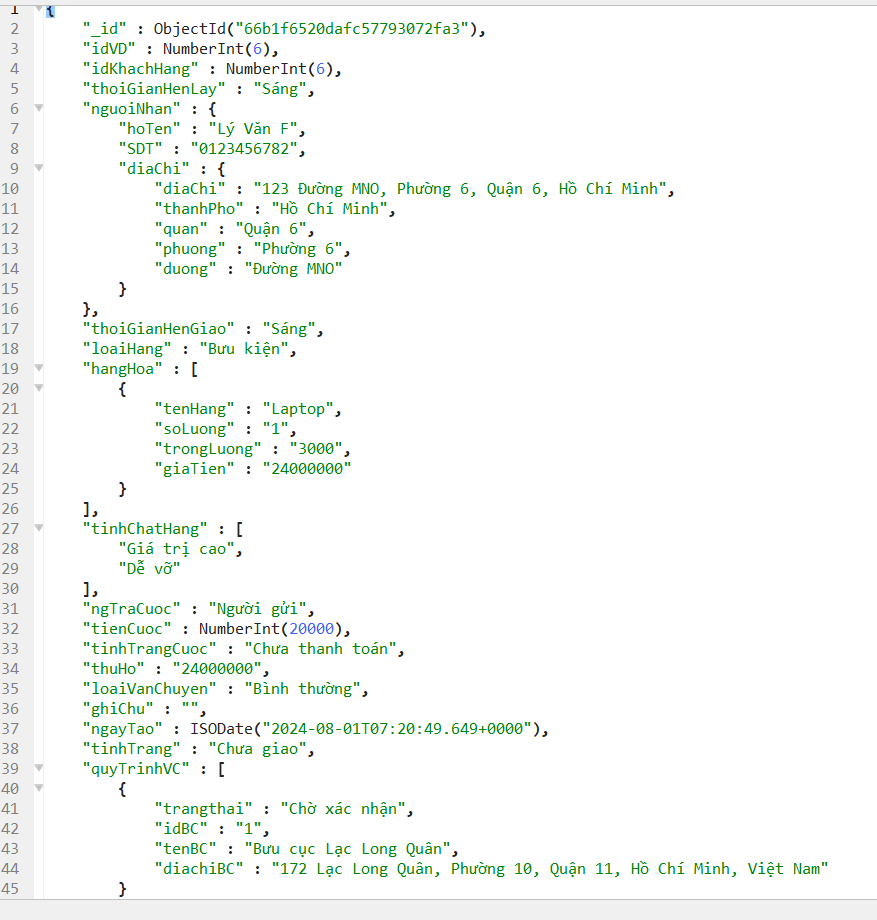 1 {
2 "_id" : ObjectId("66b1f6520dafc57793072fa3"),
3 "idVD" : NumberInt(6),
4 "idKhachHang" : NumberInt(6),
5 "thoiGianHenLay" : "Sáng",
6 "nguoiNhan" : {
7 "hoTen" : "Lý Văn F",
8 "SDT" : "0123456782",
9 "diaChi" : {
10 "diaChi" : "123 Đường MNO, Phường 6, Quận 6, Hồ Chí Minh",
11 "thanhPho" : "Hồ Chí Minh",
12 "quan" : "Quận 6",
13 "phuong" : "Phường 6",
14 "duong" : "Đường MNO"
15 }
16 },
17 "thoiGianHenGiao" : "Sáng",
18 "loaiHang" : "Bưu kiện",
19 "hangHoa" : [
20 {
21 "tenHang" : "Laptop",
22 "soLuong" : "1",
23 "trongLuong" : "3000",
24 "giaTien" : "24000000"
25 }
26 ],
27 "tinhChatHang" : [
28 "Giá trị cao",
29 "Dễ vỡ"
30 ],
31 "ngTraCuoc" : "Người gửi",
32 "tienCuoc" : NumberInt(20000),
33 "tinhTrangCuoc" : "Chưa thanh toán",
34 "thuHo" : "24000000",
35 "loaiVanChuyen" : "Bình thường",
36 "ghiChu" : "",
37 "ngayTao" : ISODate("2024-08-01T07:20:49.649+0000"),
38 "tinhTrang" : "Chưa giao",
39 "quyTrinhVC" : [
40 {
41 "trangthai" : "Chờ xác nhận",
42 "idBC" : "1",
43 "tenBC" : "Bưu cục Lạc Long Quân",
44 "diachiBC" : "172 Lạc Long Quân, Phường 10, Quận 11, Hồ Chí Minh, Việt Nam"
45 }